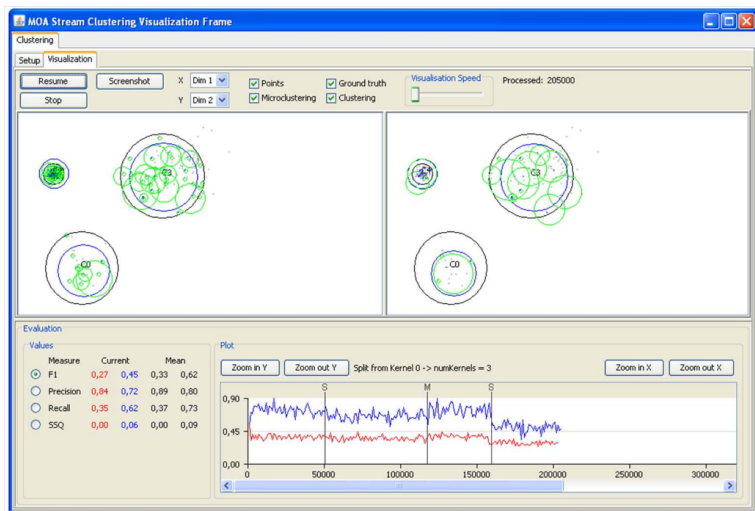 MOA Stream Clustering Visualization Frame
Clustering
Setup Visualization
Resume Screenshot X Dim 1 Points Ground truth Visualisation Speed Processed: 205000
Stop Y Dim 2 Microclustering Clustering
C3 C3
C0 C0
Evaluation
Values Plot
Measure Current Mean
F1 0,27 0,45 0,33 0,62
Precision 0,84 0,72 0,89 0,80
Recall 0,35 0,62 0,37 0,73
SSQ 0,00 0,06 0,00 0,09
Zoom in Y Zoom out Y Split from Kernel 0 -> numKernels = 3 Zoom in X Zoom out X
S M S
0,90
0,45
0,00
0 50000 100000 150000 200000 250000 300000